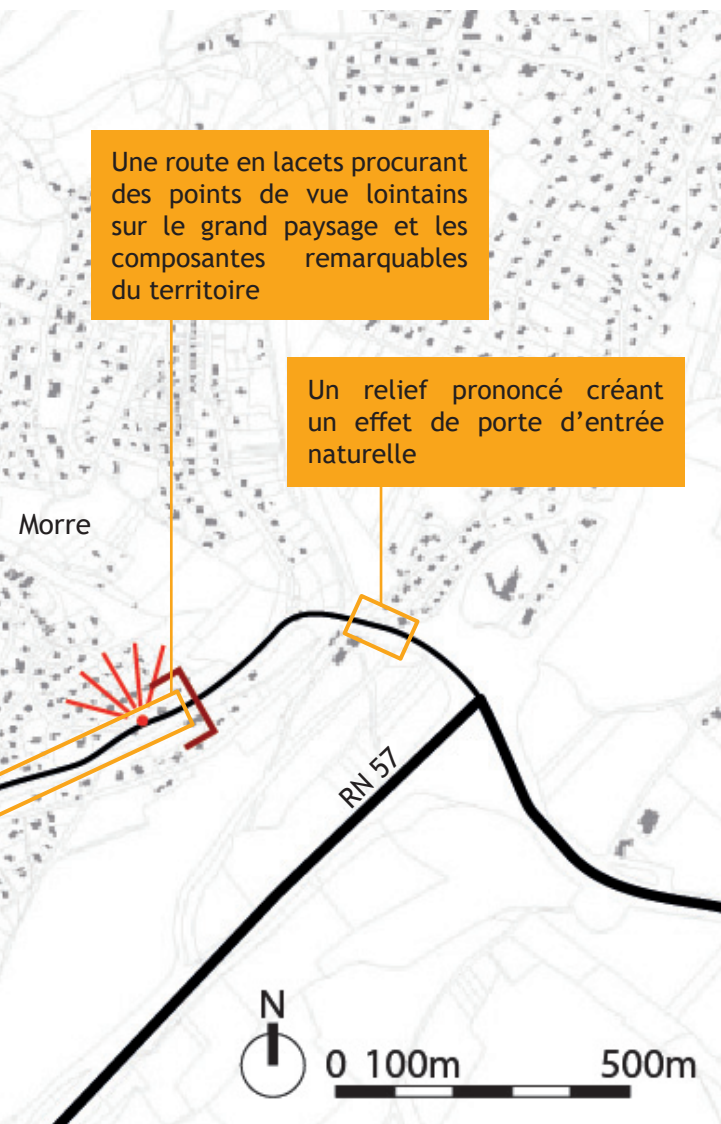 Une route en lacets procurant
des points de vue lointains
sur le grand paysage et les
composantes remarquables
du territoire
Un relief prononcé créant
un effet de porte d’entrée
naturelle
Morre
RN 57
N
0 100m 500m